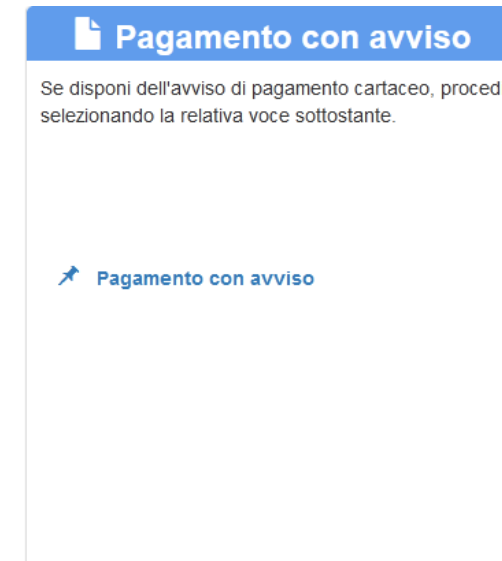 Pagamento con avviso
Se disponi dell'avviso di pagamento cartaceo, proced
selezionando la relativa voce sottostante.
Pagamento con avviso